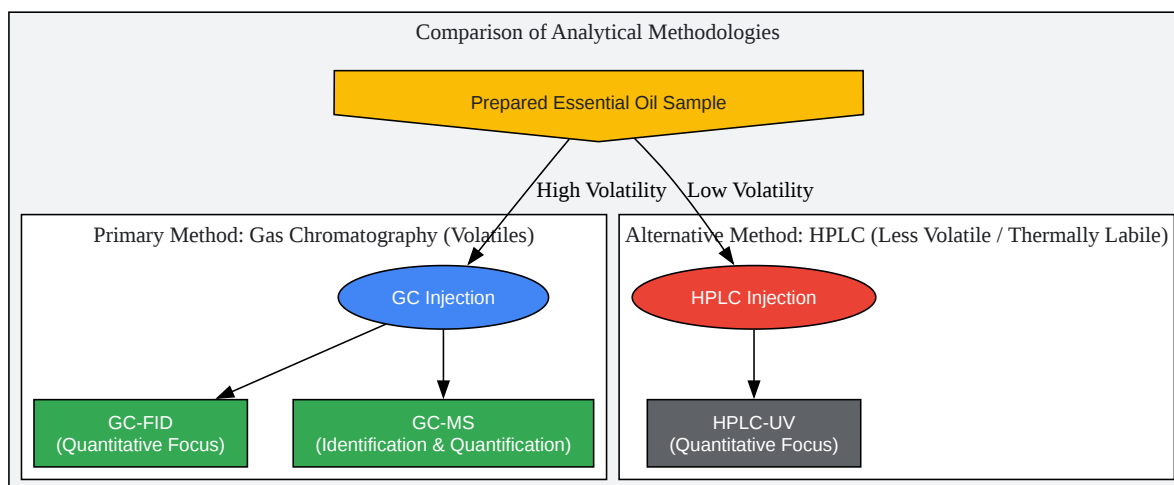 Comparison of Analytical Methodologies
Prepared Essential Oil Sample
High Volatility
Low Volatility
Primary Method: Gas Chromatography (Volatiles)
Alternative Method: HPLC (Less Volatile / Thermally Labile)
GC Injection
HPLC Injection
GC-FID
(Quantitative Focus)
GC-MS
(Identification & Quantification)
HPLC-UV
(Quantitative Focus)